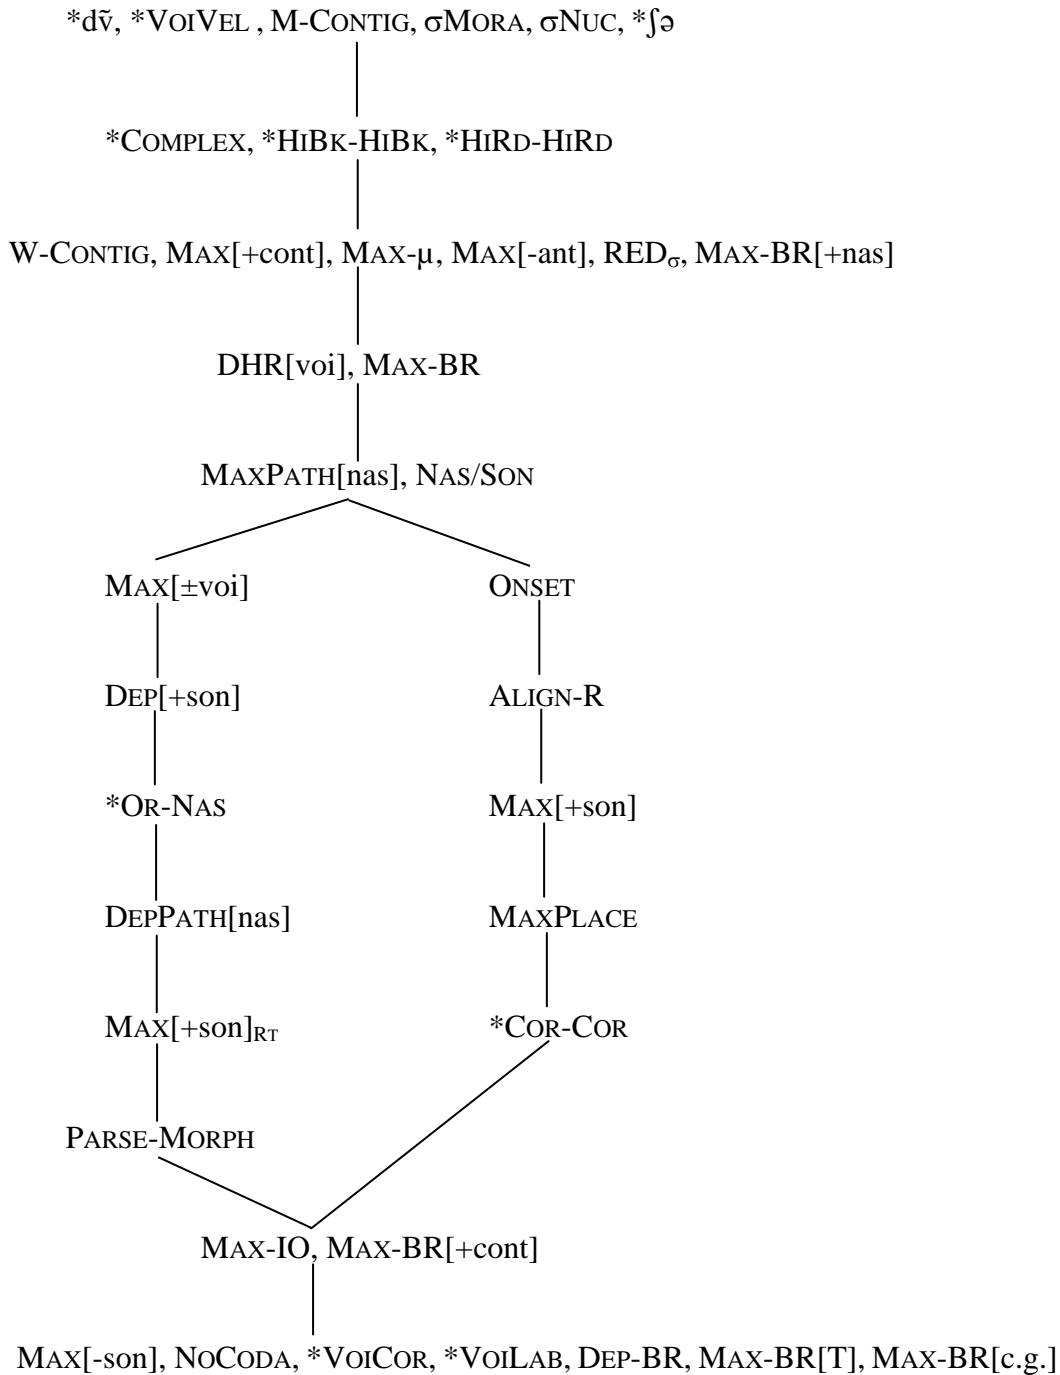 *dṽ, *VOIVEL , M-CONTIG, σMORA, σNUC, *ʃə
*COMPLEX, *HIBK-HIBK, *HIRD-HIRD
W-CONTIG, MAX[+cont], MAX-μ, MAX[-ant], REDσ, MAX-BR[+nas]
DHR[voi], MAX-BR
MAXPATH[nas], NAS/SON
MAX[±voi] ONSET
DEP[+son] ALIGN-R
*OR-NAS MAX[+son]
DEPPATH[nas] MAXPLACE
MAX[+son]RT *COR-COR
PARSE-MORPH
MAX-IO, MAX-BR[+cont]
MAX[-son], NOCODA, *VOICOR, *VOILAB, DEP-BR, MAX-BR[T], MAX-BR[c.g.]